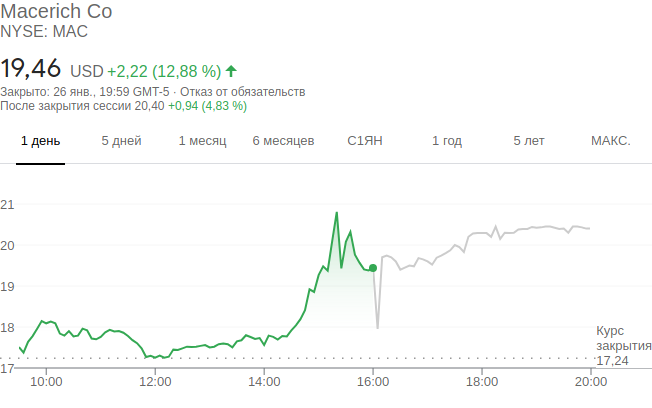 Macerich Co
NYSE: MAC
19,46 USD +2,22 (12,88 %)
Закрыто: 26 янв., 19:59 GMT-5 · Отказ от обязательств
После закрытия сессии 20,40 +0,94 (4,83 %)
1 день 5 дней 1 месяц 6 месяцев С1ЯН 1 год 5 лет МАКС.
21
20
19
18
17
Курс
закрытия
17,24
10:00 12:00 14:00 16:00 18:00 20:00